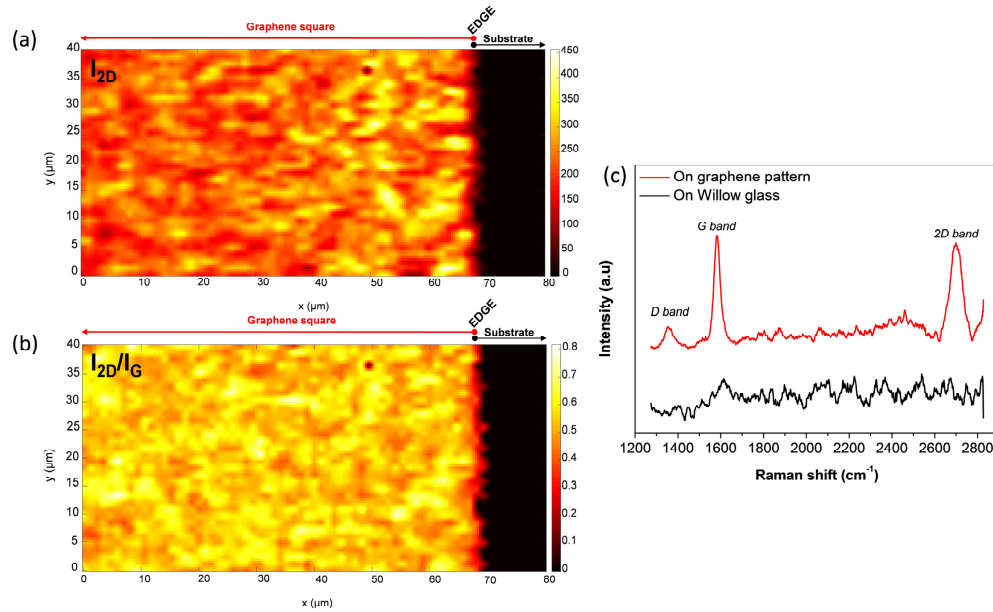 (a)
Graphene square
EDGE
Substrate
I2D
40
35
30
25
20
15
10
5
0
y (µm)
0 10 20 30 40 50 60 70 80
x (µm)
450
400
350
300
250
200
150
100
50
0
(b)
Graphene square
EDGE
Substrate
I2D/IG
40
35
30
25
20
15
10
5
0
y (µm)
0 10 20 30 40 50 60 70 80
x (µm)
0.8
0.7
0.6
0.5
0.4
0.3
0.2
0.1
0
(c)
On graphene pattern
On Willow glass
G band
2D band
D band
Intensity (a.u)
1200 1400 1600 1800 2000 2200 2400 2600 2800
Raman shift (cm-1)